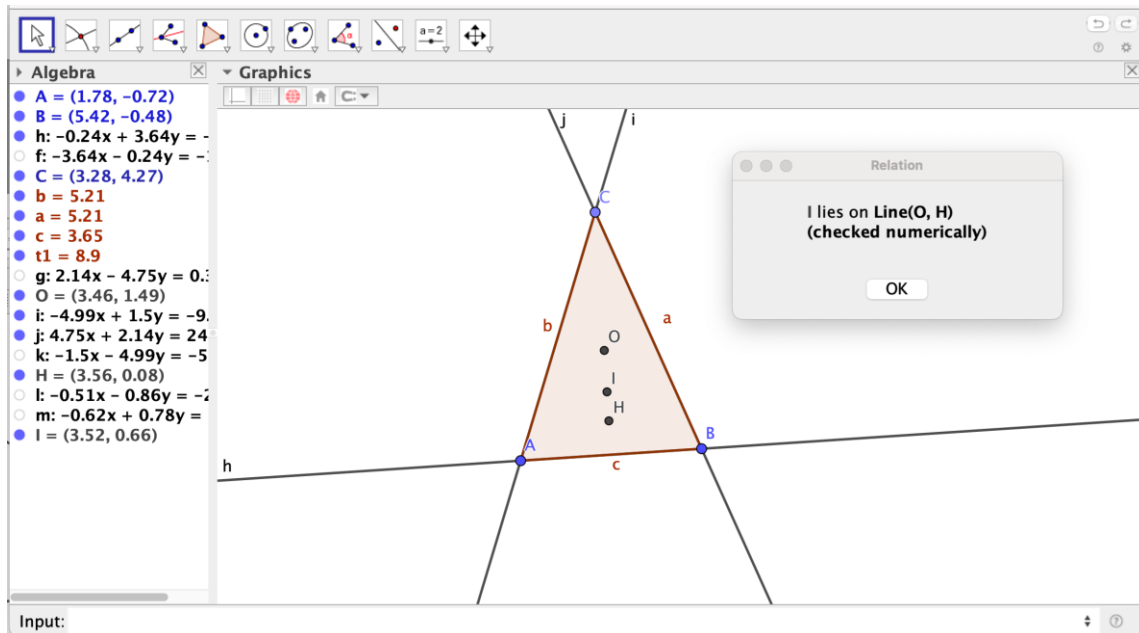 a=2
Algebra
Graphics
A = (1.78, -0.72)
B = (5.42, -0.48)
h: -0.24x + 3.64y = -
f: -3.64x - 0.24y = -1
C = (3.28, 4.27)
b = 5.21
a = 5.21
c = 3.65
t1 = 8.9
g: 2.14x - 4.75y = 0.3
O = (3.46, 1.49)
i: -4.99x + 1.5y = -9.
j: 4.75x + 2.14y = 24
k: -1.5x - 4.99y = -5
H = (3.56, 0.08)
l: -0.51x - 0.86y = -2
m: -0.62x + 0.78y =
I = (3.52, 0.66)
j
i
C
b
a
O
I
H
A
B
c
h
Relation
I lies on Line(O, H)
(checked numerically)
OK
Input: